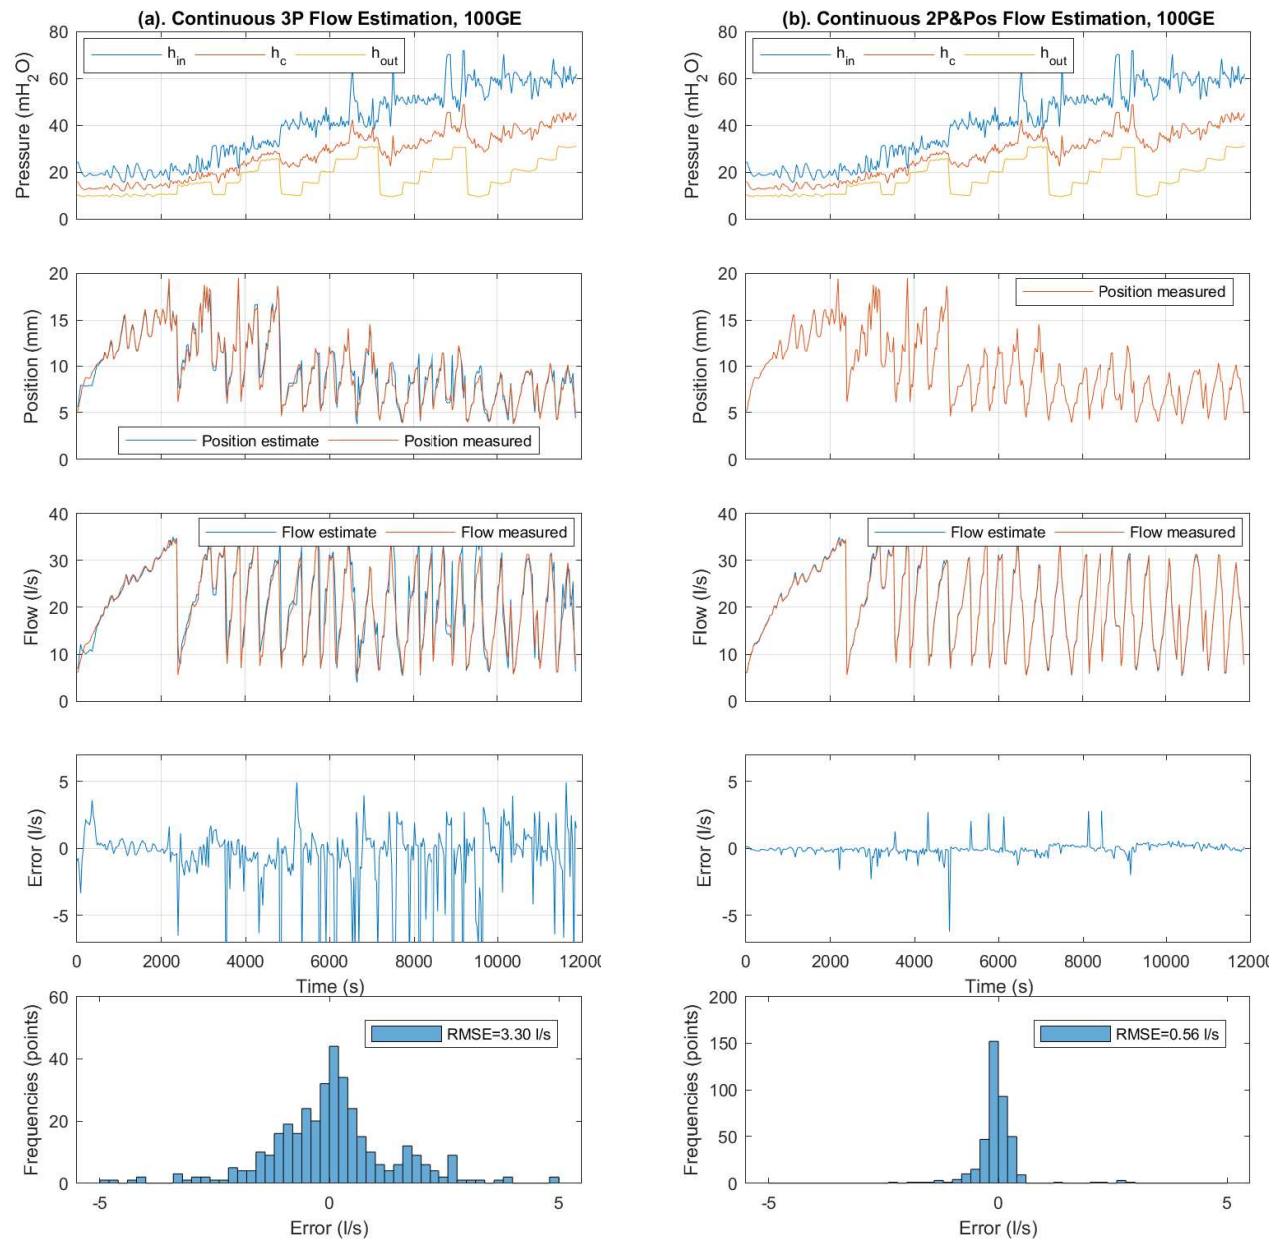 (a). Continuous 3P Flow Estimation, 100GE
h_in h_c h_out
Pressure (mH2O)
80
60
40
20
0
Position (mm)
20
15
10
5
0
Position estimate Position measured
Flow (l/s)
40
30
20
10
0
Flow estimate Flow measured
Error (l/s)
5
0
-5
0 2000 4000 6000 8000 10000 12000
Time (s)
Frequencies (points)
60
40
20
0
RMSE=3.30 l/s
-5 0 5
Error (l/s)
(b). Continuous 2P&Pos Flow Estimation, 100GE
h_in h_c h_out
Pressure (mH2O)
80
60
40
20
0
Position (mm)
20
15
10
5
0
Position measured
Flow (l/s)
40
30
20
10
0
Flow estimate Flow measured
Error (l/s)
5
0
-5
0 2000 4000 6000 8000 10000 12000
Time (s)
Frequencies (points)
200
150
100
50
0
RMSE=0.56 l/s
-5 0 5
Error (l/s)